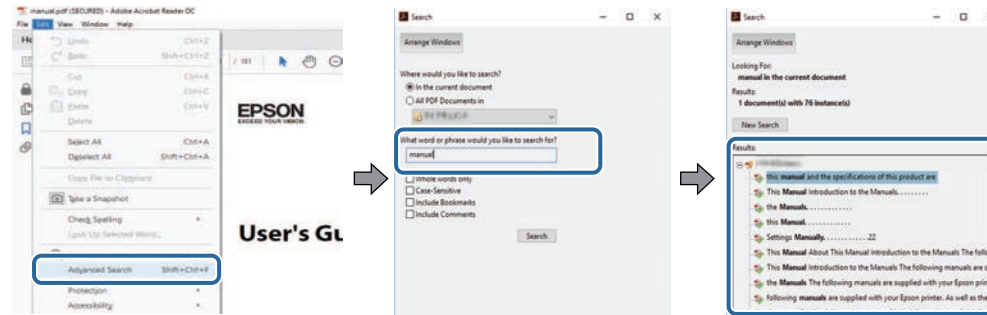 manual.pdf (SECURED) - Adobe Acrobat Reader DC
File Edit View Window Help
Undo Ctrl+Z
Shift+Ctrl+Z
Cut Ctrl+X
Copy Ctrl+C
Paste Ctrl+V
Delete
Select All Ctrl+A
Deselect All Shift+Ctrl+A
Copy File to Clipboard
Take a Snapshot
Check Spelling
Look Up Selected Word...
Advanced Search Shift+Ctrl+F
Protection
Accessibility
/ 181
EPSON
EXCEED YOUR VISION
User's Gu
Search
Arrange Windows
Where would you like to search?
In the current document
All PDF Documents in
What word or phrase would you like to search for?
manual
Whole words only
Case-Sensitive
Include Bookmarks
Include Comments
Search
Search
Arrange Windows
Looking For:
manual in the current document
Results:
1 document(s) with 76 instance(s)
New Search
Results:
this manual and the specifications of this product are
This Manual Introduction to the Manuals.........
the Manuals.............
this Manual.............
Settings Manually............22
This Manual About This Manual Introduction to the Manuals The follo
This Manual Introduction to the Manuals The following manuals are s
the Manuals The following manuals are supplied with your Epson prin
following manuals are supplied with your Epson printer. As well as the